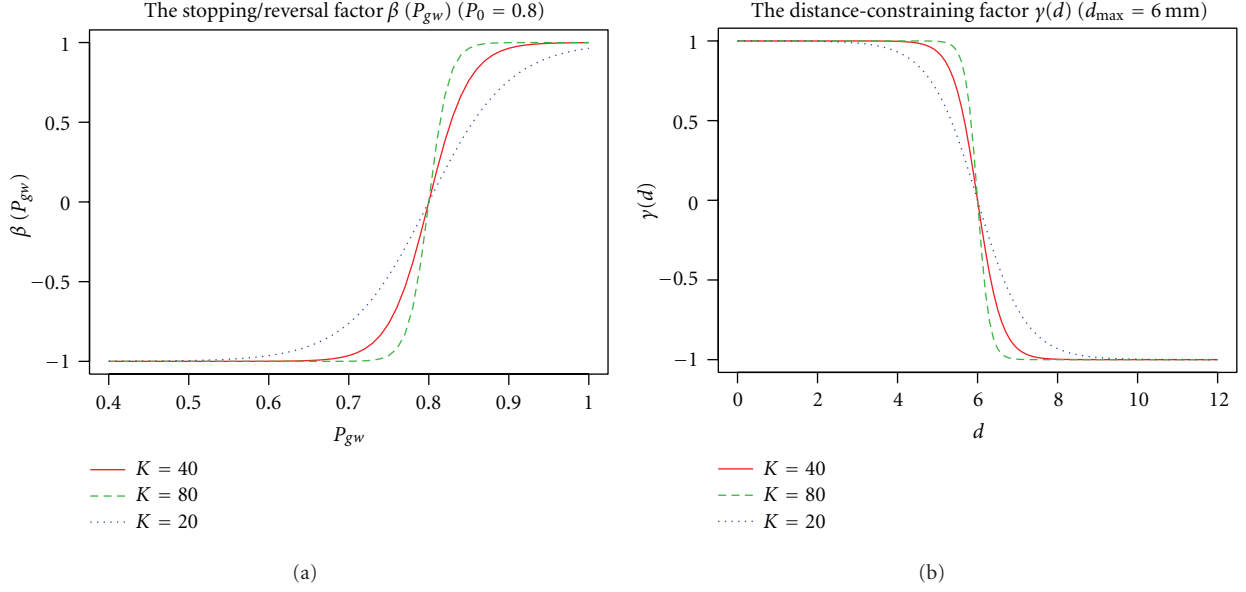 The stopping/reversal factor β (P_gw) (P_0 = 0.8)
1
0.5
0
−0.5
−1
β (P_gw)
0.4 0.5 0.6 0.7 0.8 0.9 1
P_gw
K = 40
K = 80
K = 20
(a)
The distance-constraining factor γ(d) (d_max = 6 mm)
1
0.5
0
−0.5
−1
γ(d)
0 2 4 6 8 10 12
d
K = 40
K = 80
K = 20
(b)